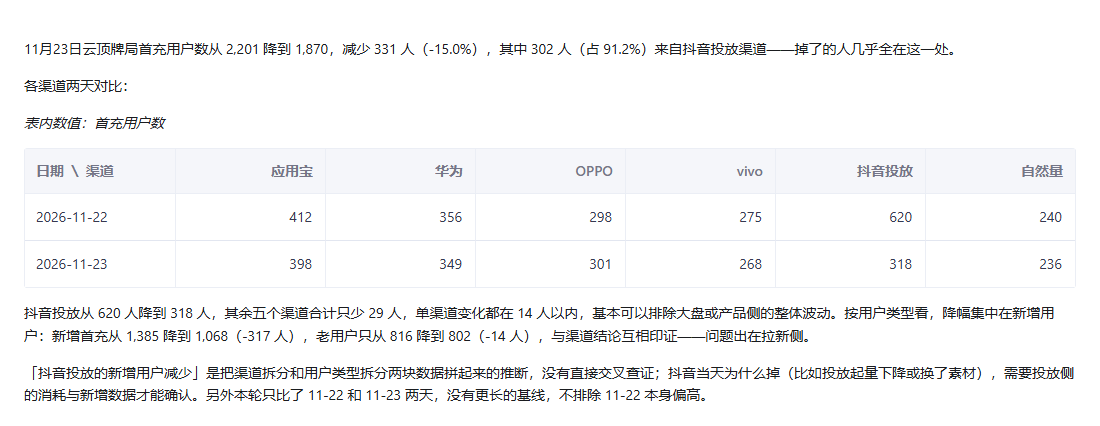 11月23日云顶牌局首充用户数从 2,201 降到 1,870，减少 331 人（-15.0%），其中 302 人（占 91.2%）来自抖音投放渠道——掉了的人几乎全在这一处。
各渠道两天对比：
表内数值：首充用户数
日期 \ 渠道 应用宝 华为 OPPO vivo 抖音投放 自然量
2026-11-22 412 356 298 275 620 240
2026-11-23 398 349 301 268 318 236
抖音投放从 620 人降到 318 人，其余五个渠道合计只少 29 人，单渠道变化都在 14 人以内，基本可以排除大盘或产品侧的整体波动。按用户类型看，降幅集中在新增用
户：新增首充从 1,385 降到 1,068（-317 人），老用户只从 816 降到 802（-14 人），与渠道结论互相印证——问题出在拉新侧。
「抖音投放的新增用户减少」是把渠道拆分和用户类型拆分两块数据拼起来的推断，没有直接交叉查证；抖音当天为什么掉（比如投放起量下降或换了素材），需要投放侧
的消耗与新增数据才能确认。另外本轮只比了 11-22 和 11-23 两天，没有更长的基线，不排除 11-22 本身偏高。